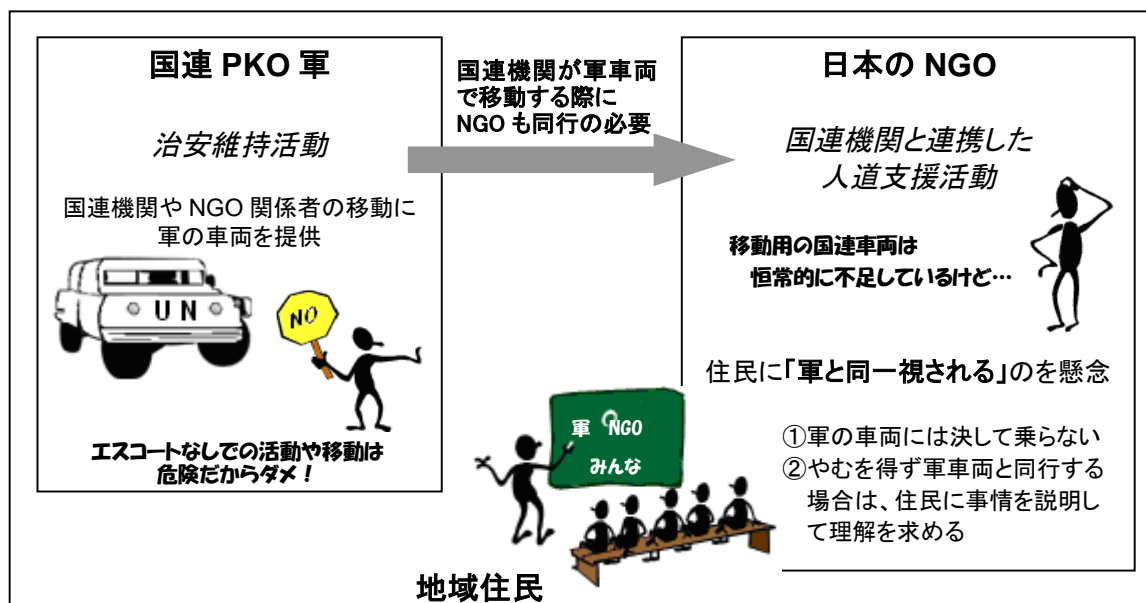 国連 PKO 軍
治安維持活動
国連機関や NGO 関係者の移動に
軍の車両を提供
U N
NO
エスコートなしでの活動や移動は
危険だからダメ！
国連機関が軍車両
で移動する際に
NGO も同行の必要
日本の NGO
国連機関と連携した
人道支援活動
移動用の国連車両は
恒常的に不足しているけど…
住民に「軍と同一視される」のを懸念
①軍の車両には決して乗らない
②やむを得ず軍車両と同行する
場合は、住民に事情を説明し
て理解を求める
軍 NGO
みんな
地域住民